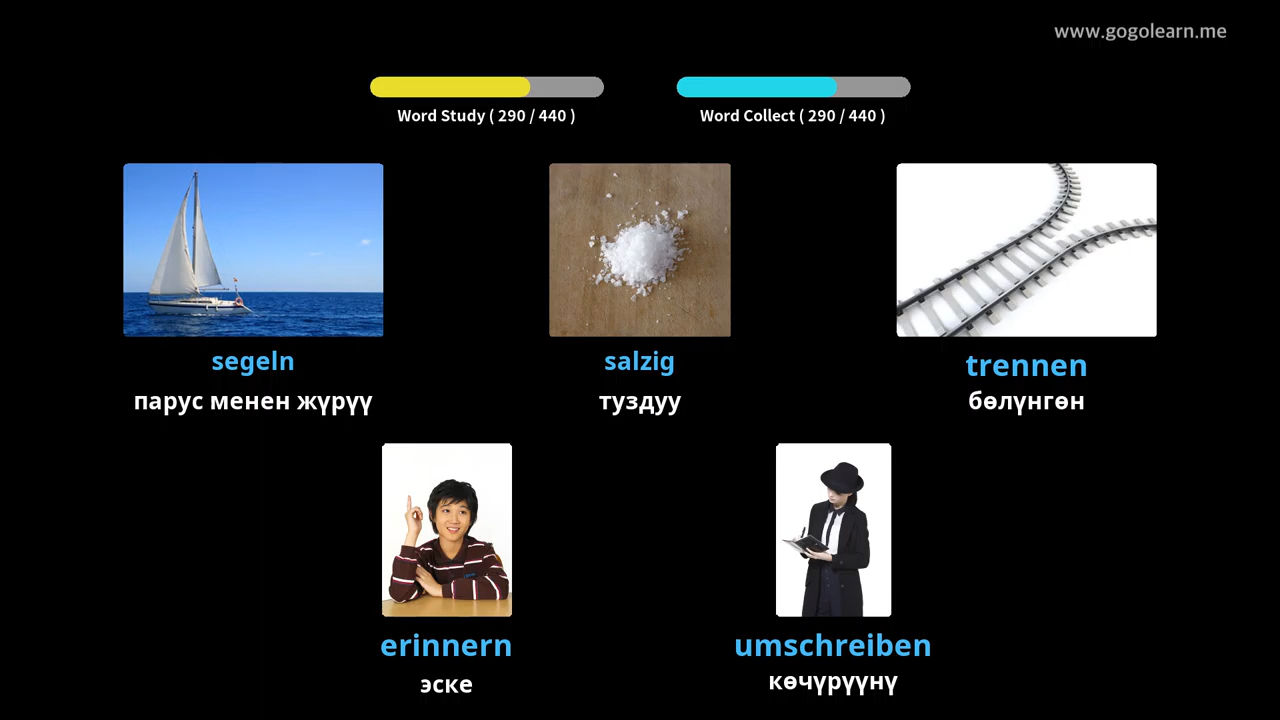 www.gogolearn.me
Word Study ( 290 / 440 )
Word Collect ( 290 / 440 )
segeln
парус менен жүрүү
salzig
туздуу
trennen
бөлүнгөн
erinnern
эске
umschreiben
көчүрүүнү